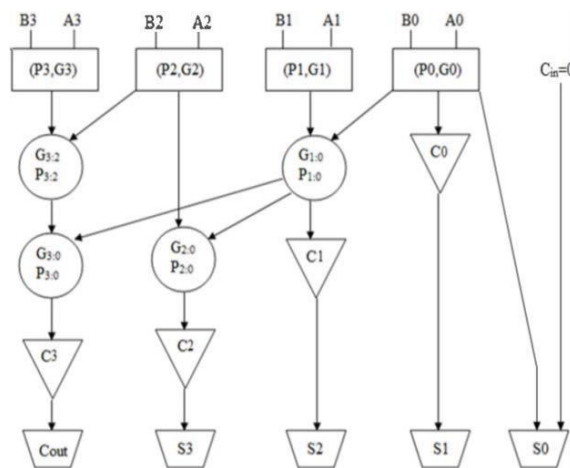 B3 A3 B2 A2 B1 A1 B0 A0
(P3,G3) (P2,G2) (P1,G1) (P0,G0) Cin=0
G3:2 G1:0 C0
P3:2 P1:0
G3:0 G2:0 C1
P3:0 P2:0
C3 C2
Cout S3 S2 S1 S0